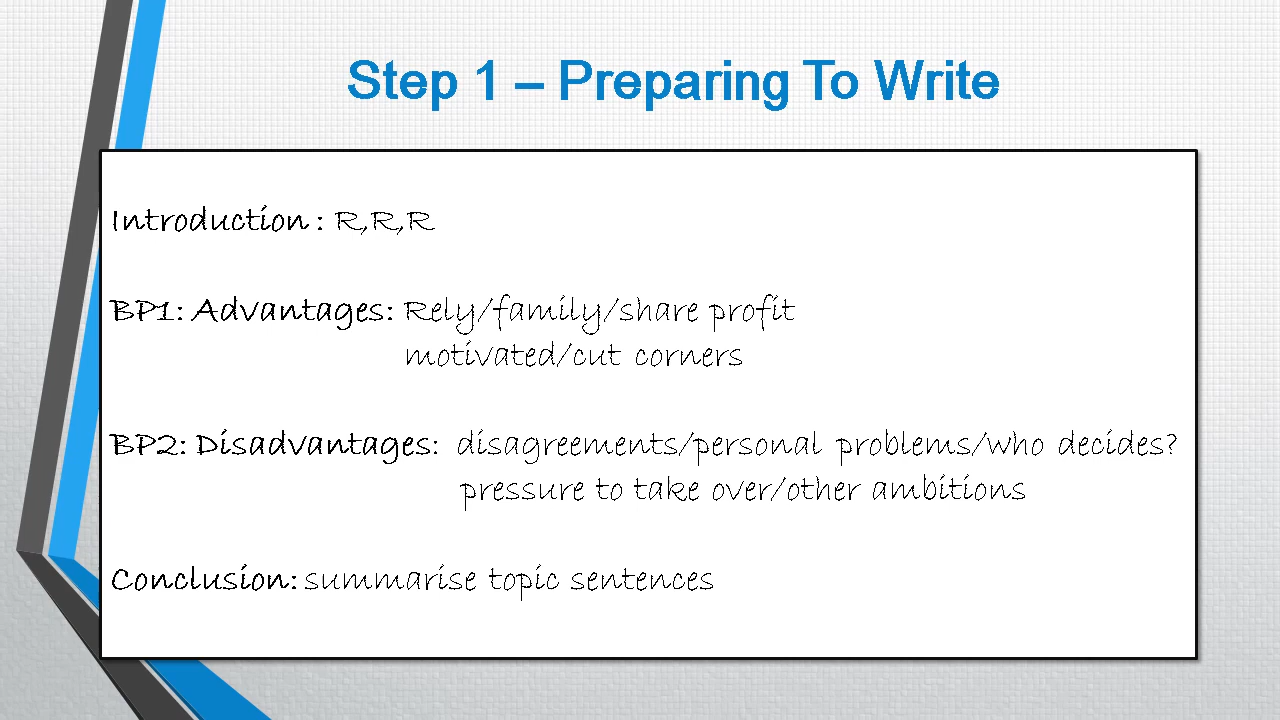 Step 1 – Preparing To Write
Introduction : R,R,R
BP1: Advantages: Rely/family/share profit
motivated/cut corners
BP2: Disadvantages: disagreements/personal problems/who decides?
pressure to take over/other ambitions
Conclusion: summarise topic sentences